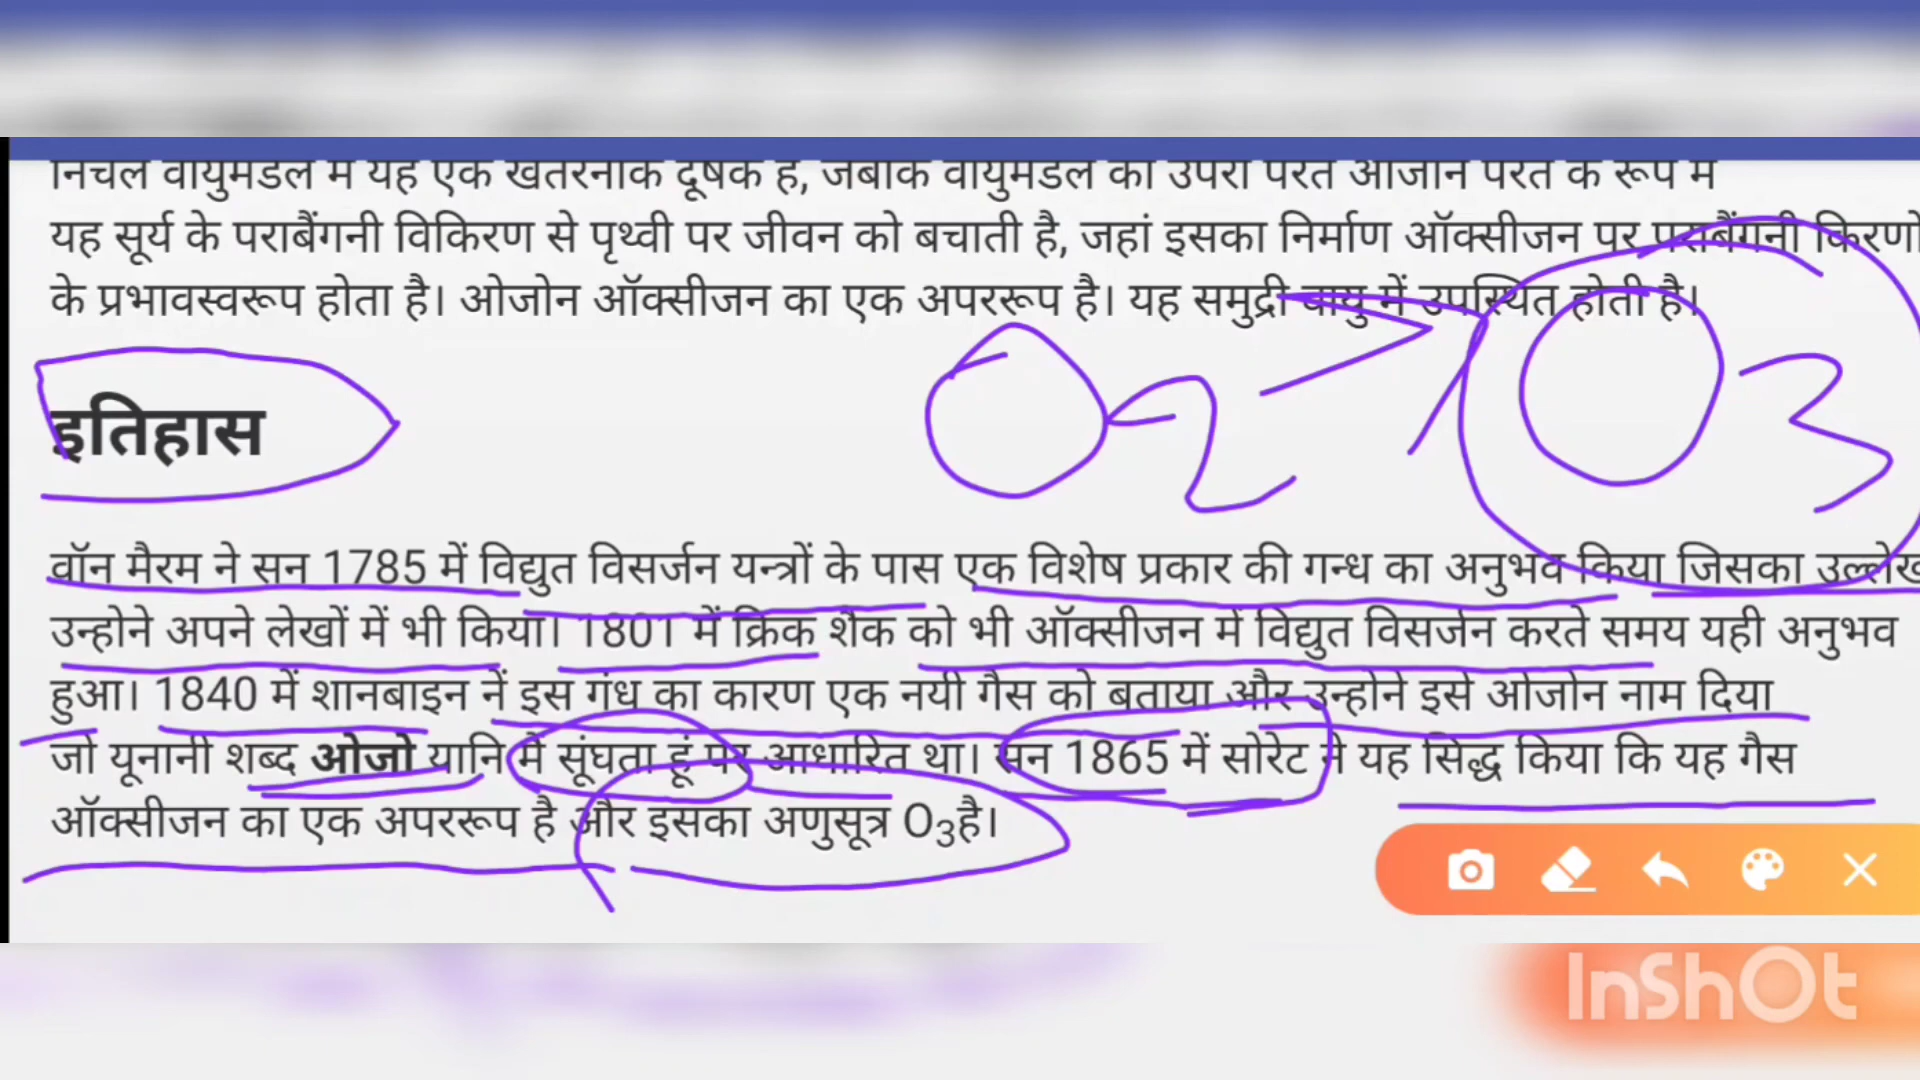 निचले वायुमंडल में यह एक खतरनाक दूषक है, जबकि वायुमंडल की उपरी परत ओजोन परत के रूप में
यह सूर्य के पराबैंगनी विकिरण से पृथ्वी पर जीवन को बचाती है, जहां इसका निर्माण ऑक्सीजन पर पराबैंगनी किरणों
के प्रभावस्वरूप होता है। ओजोन ऑक्सीजन का एक अपररूप है। यह समुद्री वायु में उपस्थित होती है।
O2 → O3
इतिहास
वॉन मैरम ने सन 1785 में विद्युत विसर्जन यन्त्रों के पास एक विशेष प्रकार की गन्ध का अनुभव किया जिसका उल्लेख
उन्होने अपने लेखों में भी किया। 1801 में क्रिक शैंक को भी ऑक्सीजन में विद्युत विसर्जन करते समय यही अनुभव
हुआ। 1840 में शानबाइन नें इस गंध का कारण एक नयी गैस को बताया और उन्होने इसे ओजोन नाम दिया
जो यूनानी शब्द ओजो यानि मै सूंघता हूं पर आधारित था। सन 1865 में सोरेट ने यह सिद्ध किया कि यह गैस
ऑक्सीजन का एक अपररूप है और इसका अणुसूत्र O3है।
InShOt